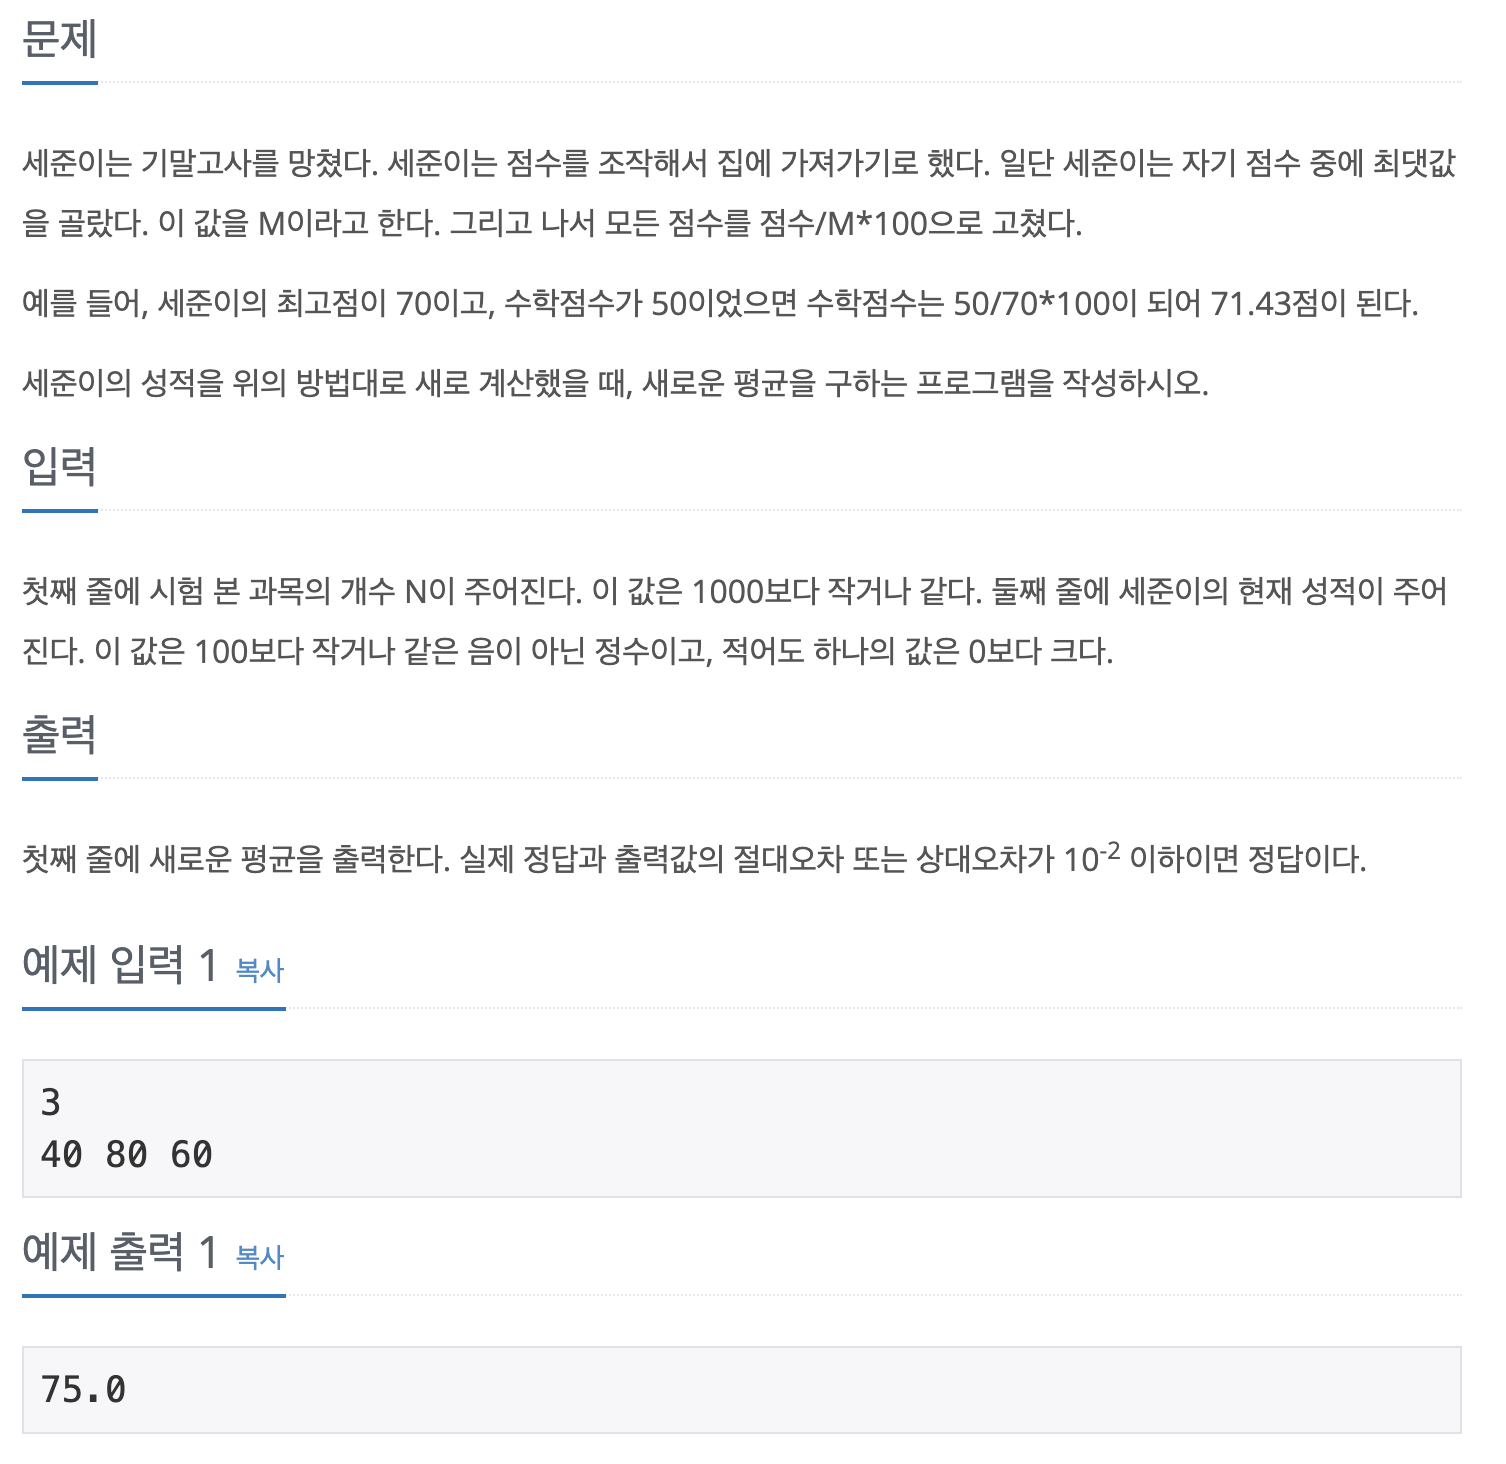 문제
세준이는 기말고사를 망쳤다. 세준이는 점수를 조작해서 집에 가져가기로 했다. 일단 세준이는 자기 점수 중에 최댓값
을 골랐다. 이 값을 M이라고 한다. 그리고 나서 모든 점수를 점수/M*100으로 고쳤다.
예를 들어, 세준이의 최고점이 70이고, 수학점수가 50이었으면 수학점수는 50/70*100이 되어 71.43점이 된다.
세준이의 성적을 위의 방법대로 새로 계산했을 때, 새로운 평균을 구하는 프로그램을 작성하시오.
입력
첫째 줄에 시험 본 과목의 개수 N이 주어진다. 이 값은 1000보다 작거나 같다. 둘째 줄에 세준이의 현재 성적이 주어
진다. 이 값은 100보다 작거나 같은 음이 아닌 정수이고, 적어도 하나의 값은 0보다 크다.
출력
첫째 줄에 새로운 평균을 출력한다. 실제 정답과 출력값의 절대오차 또는 상대오차가 10⁻² 이하이면 정답이다.
예제 입력 1 복사
3
40 80 60
예제 출력 1 복사
75.0